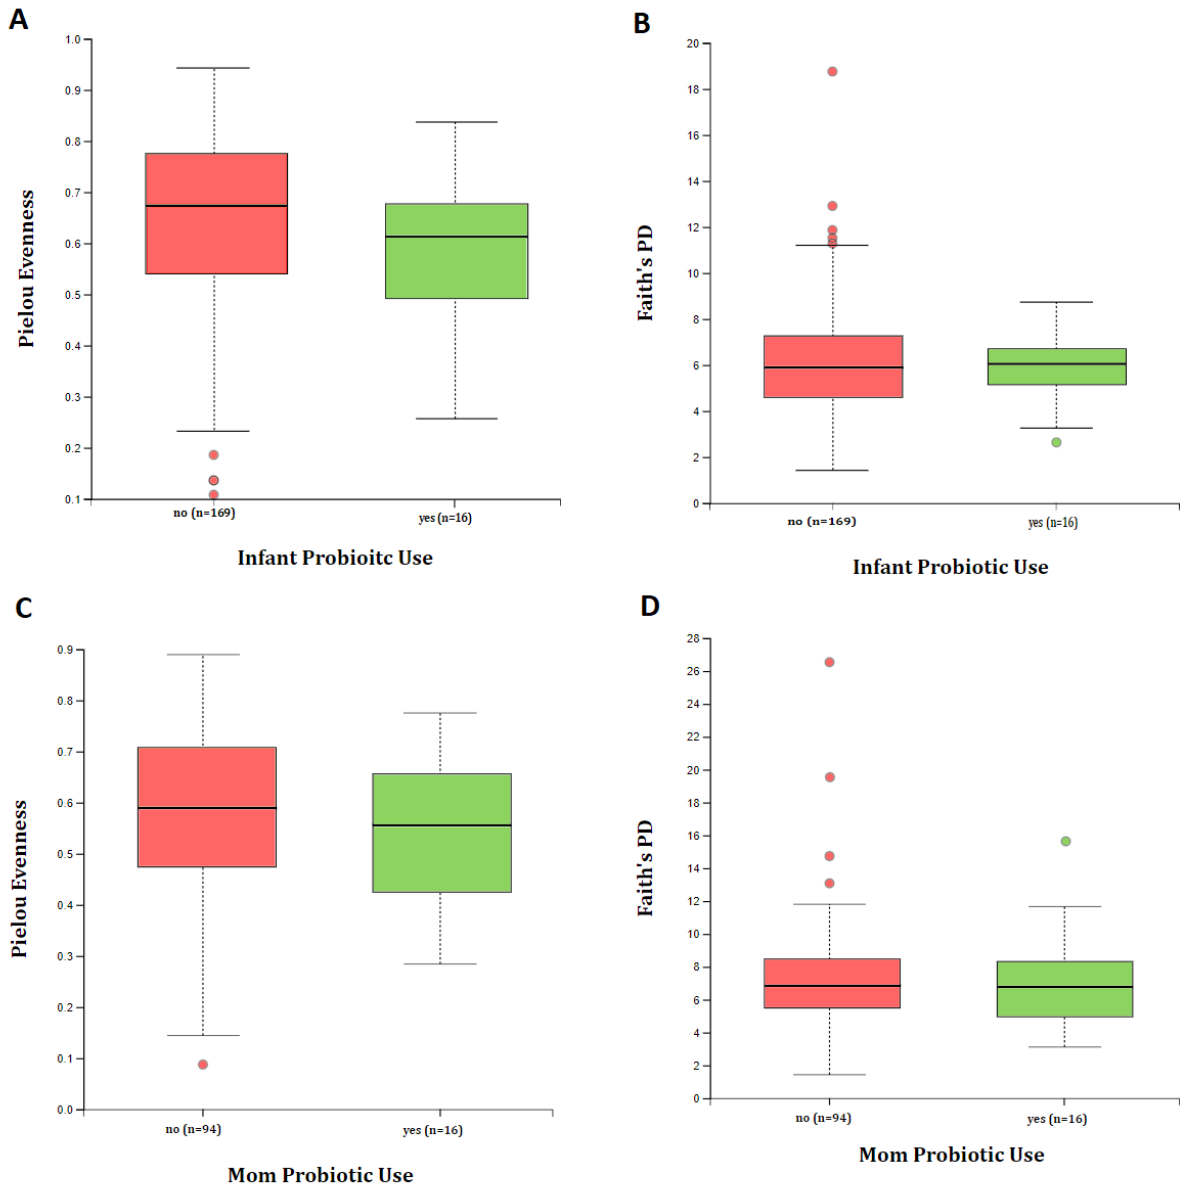 A
1.0
0.9
0.8
0.7
0.6
0.5
0.4
0.3
0.2
0.1
Pielou Evenness
no (n=169)
yes (n=16)
Infant Probioitc Use
B
20
18
16
14
12
10
8
6
4
2
0
Faith's PD
no (n=169)
yes (n=16)
Infant Probiotic Use
C
0.9
0.8
0.7
0.6
0.5
0.4
0.3
0.2
0.1
0.0
Pielou Evenness
no (n=94)
yes (n=16)
Mom Probiotic Use
D
28
26
24
22
20
18
16
14
12
10
8
6
4
2
0
Faith's PD
no (n=94)
yes (n=16)
Mom Probiotic Use